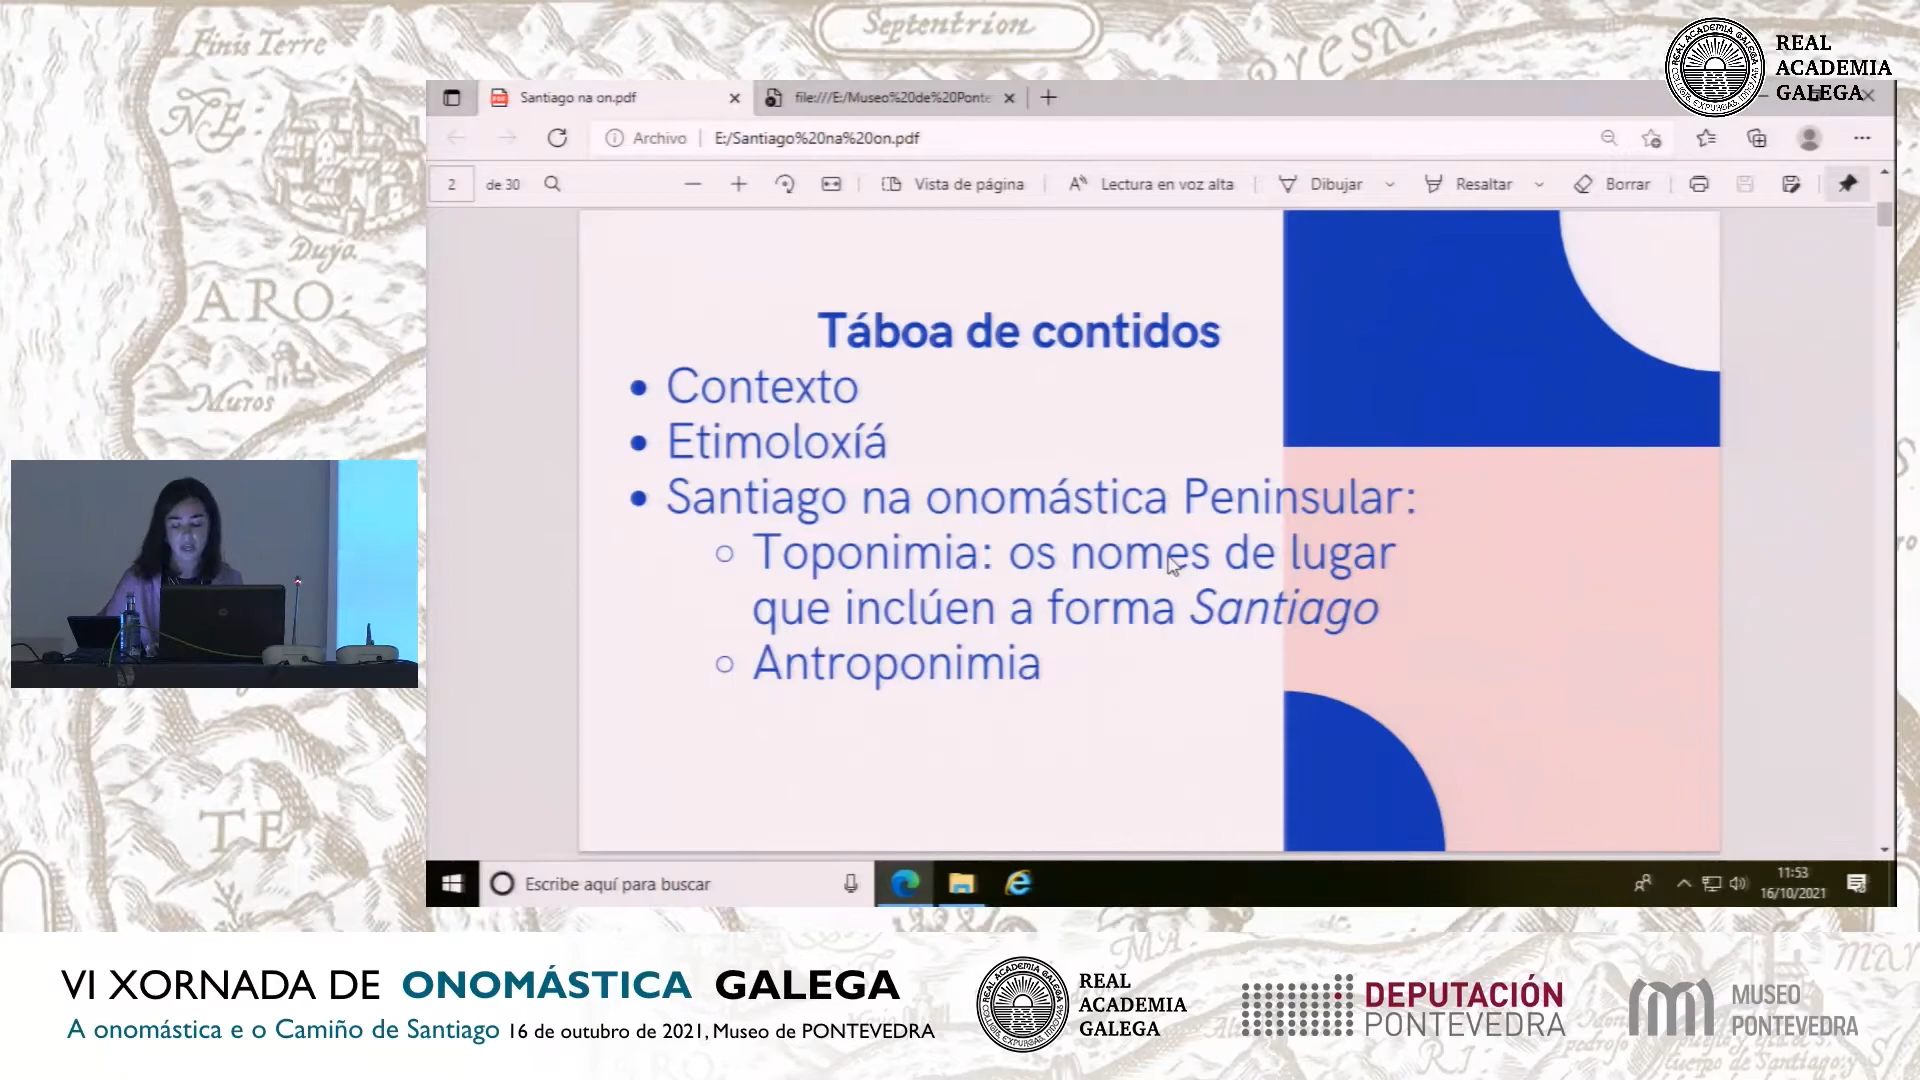 Septentrion
Finis Terre
NE
Duya
ARO
Muros
TE
REAL
ACADEMIA
GALEGA
Santiago na on.pdf
file:///E:/Museo%20de%20Ponte
Archivo
E:/Santiago%20na%20on.pdf
2
de 30
Vista de página
Lectura en voz alta
Dibujar
Resaltar
Borrar
Táboa de contidos
• Contexto
• Etimoloxíá
• Santiago na onomástica Peninsular:
○ Toponimia: os nomes de lugar
que inclúen a forma Santiago
○ Antroponimia
Escribe aquí para buscar
11:53
16/10/2021
VI XORNADA DE ONOMÁSTICA GALEGA
A onomástica e o Camiño de Santiago 16 de outubro de 2021, Museo de PONTEVEDRA
REAL
ACADEMIA
GALEGA
DEPUTACIÓN
PONTEVEDRA
MUSEO
PONTEVEDRA